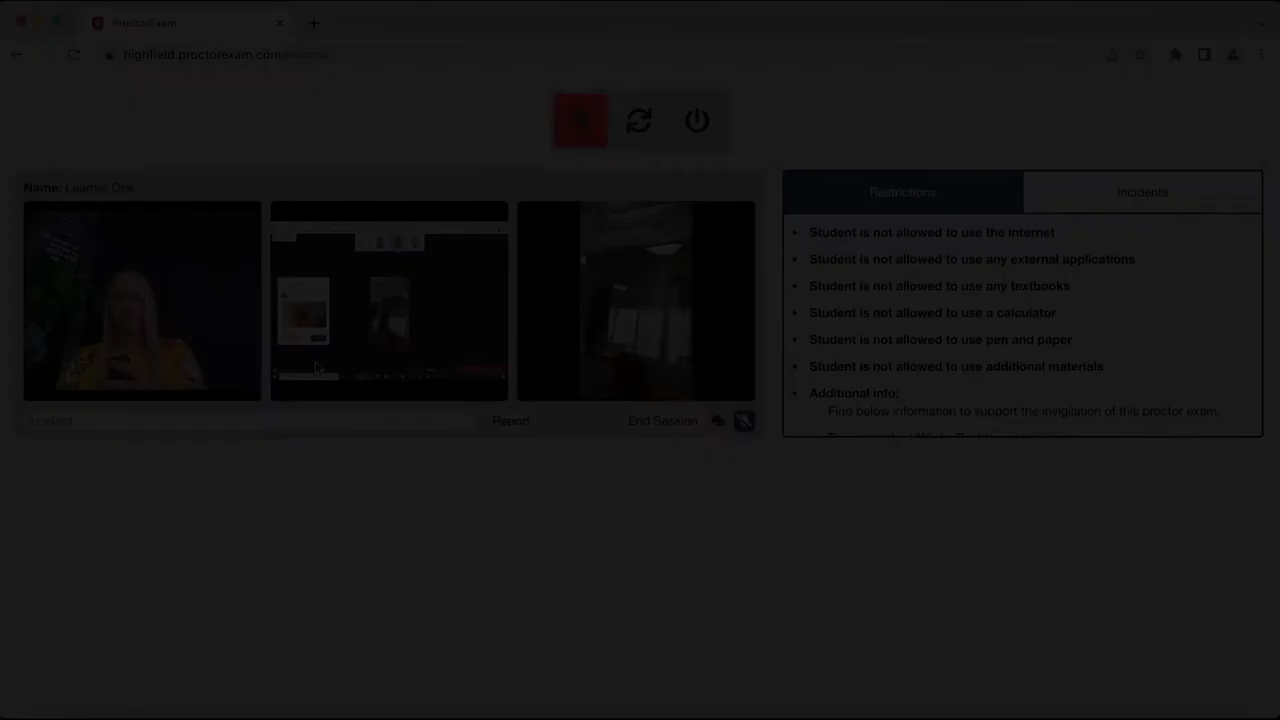 ProctorExam
highfield.proctorexam.com/proctor
Name: Learner One
Restrictions
Incidents
• Student is not allowed to use the internet
• Student is not allowed to use any external applications
• Student is not allowed to use any textbooks
• Student is not allowed to use a calculator
• Student is not allowed to use pen and paper
• Student is not allowed to use additional materials
• Additional info:
Find below information to support the invigilation of this proctor exam.
Incident
Report
End Session